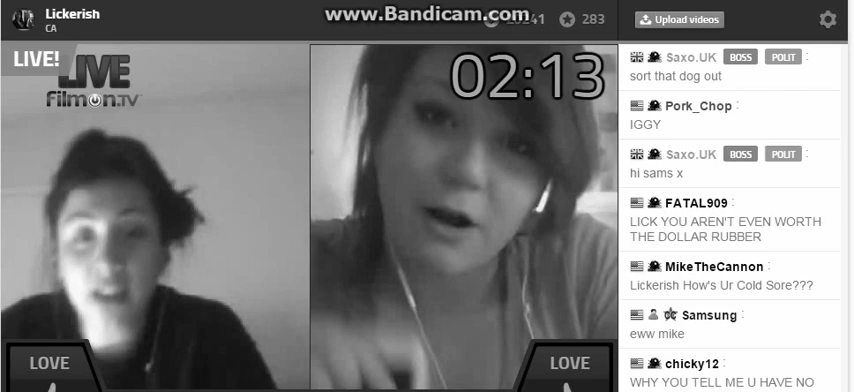 Lickerish
CA
www.Bandicam.com
283
Upload videos
LIVE!
LIVE
FilmOn.TV
02:13
Saxo.UK BOSS POLIT :
sort that dog out
Pork_Chop :
IGGY
Saxo.UK BOSS POLIT :
hi sams x
FATAL909 :
LICK YOU AREN'T EVEN WORTH
THE DOLLAR RUBBER
MikeTheCannon :
Lickerish How's Ur Cold Sore???
Samsung :
eww mike
chicky12 :
WHY YOU TELL ME U HAVE NO
LOVE
LOVE